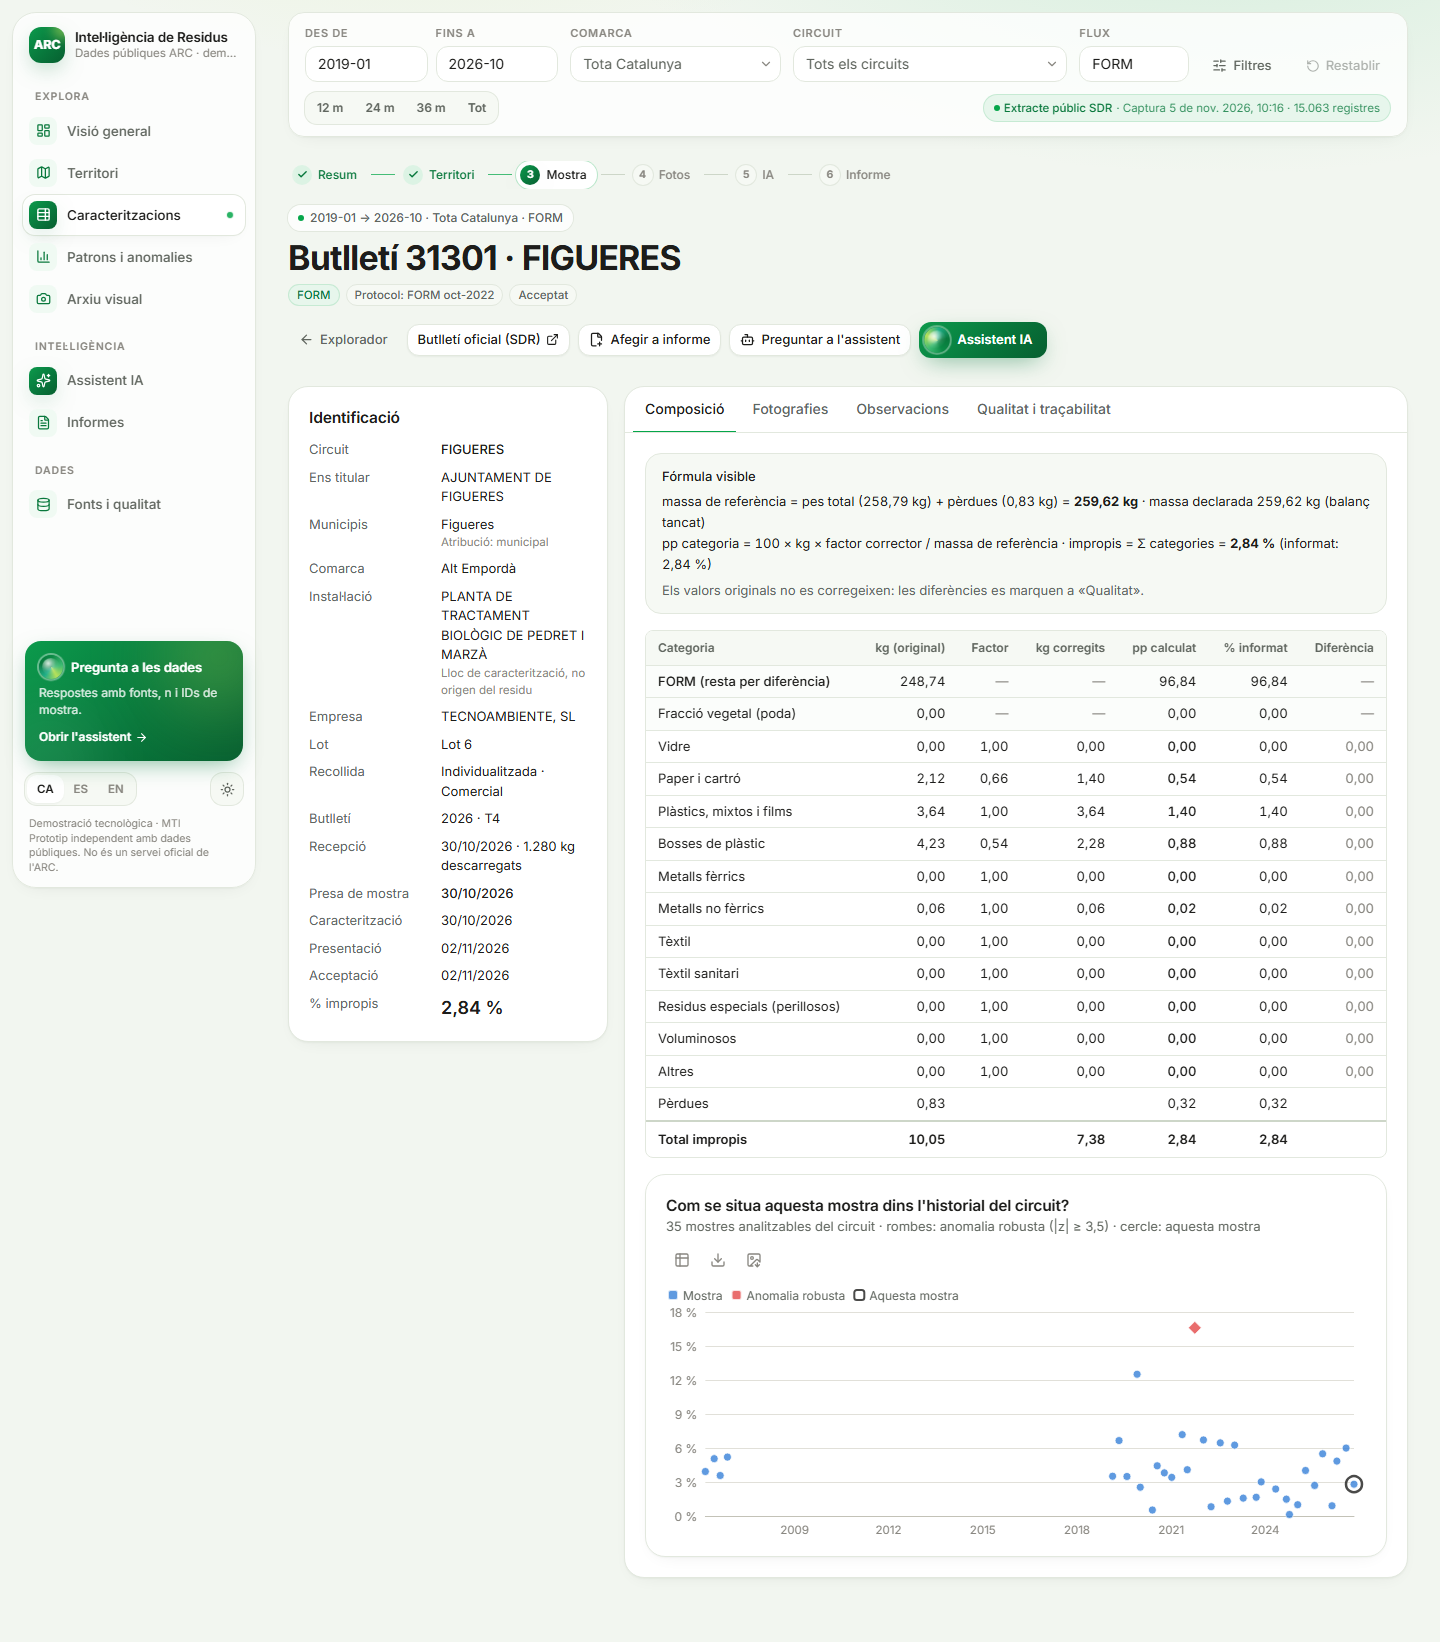 ARC
Intel·ligència de Residus
Dades públiques ARC · dem...
EXPLORA
Visió general
Territori
Caracteritzacions
Patrons i anomalies
Arxiu visual
INTEL·LIGÈNCIA
Assistent IA
Informes
DADES
Fonts i qualitat
Pregunta a les dades
Respostes amb fonts, n i IDs de
mostra.
Obrir l'assistent →
CA ES EN
Demostració tecnològica · MTI
Prototip independent amb dades
públiques. No és un servei oficial de
l'ARC.
DES DE FINS A COMARCA CIRCUIT FLUX
2019-01 2026-10 Tota Catalunya Tots els circuits FORM Filtres Restablir
12 m 24 m 36 m Tot
Extracte públic SDR · Captura 5 de nov. 2026, 10:16 · 15.063 registres
Resum Territori 3 Mostra 4 Fotos 5 IA 6 Informe
2019-01 → 2026-10 · Tota Catalunya · FORM
Butlletí 31301 · FIGUERES
FORM Protocol: FORM oct-2022 Acceptat
← Explorador Butlletí oficial (SDR) Afegir a informe Preguntar a l'assistent Assistent IA
Identificació
Circuit FIGUERES
Ens titular AJUNTAMENT DE
FIGUERES
Municipis Figueres
Atribució: municipal
Comarca Alt Empordà
Instal·lació PLANTA DE
TRACTAMENT
BIOLÒGIC DE PEDRET I
MARZÀ
Lloc de caracterització, no
origen del residu
Empresa TECNOAMBIENTE, SL
Lot Lot 6
Recollida Individualitzada ·
Comercial
Butlletí 2026 · T4
Recepció 30/10/2026 · 1.280 kg
descarregats
Presa de mostra 30/10/2026
Caracterització 30/10/2026
Presentació 02/11/2026
Acceptació 02/11/2026
% impropis 2,84 %
Composició Fotografies Observacions Qualitat i traçabilitat
Fórmula visible
massa de referència = pes total (258,79 kg) + pèrdues (0,83 kg) = 259,62 kg · massa declarada 259,62 kg (balanç
tancat)
pp categoria = 100 × kg × factor corrector / massa de referència · impropis = Σ categories = 2,84 % (informat:
2,84 %)
Els valors originals no es corregeixen: les diferències es marquen a «Qualitat».
Categoria kg (original) Factor kg corregits pp calculat % informat Diferència
FORM (resta per diferència) 248,74 — — 96,84 96,84 —
Fracció vegetal (poda) 0,00 — — 0,00 0,00 —
Vidre 0,00 1,00 0,00 0,00 0,00 0,00
Paper i cartró 2,12 0,66 1,40 0,54 0,54 0,00
Plàstics, mixtos i films 3,64 1,00 3,64 1,40 1,40 0,00
Bosses de plàstic 4,23 0,54 2,28 0,88 0,88 0,00
Metalls fèrrics 0,00 1,00 0,00 0,00 0,00 0,00
Metalls no fèrrics 0,06 1,00 0,06 0,02 0,02 0,00
Tèxtil 0,00 1,00 0,00 0,00 0,00 0,00
Tèxtil sanitari 0,00 1,00 0,00 0,00 0,00 0,00
Residus especials (perillosos) 0,00 1,00 0,00 0,00 0,00 0,00
Voluminosos 0,00 1,00 0,00 0,00 0,00 0,00
Altres 0,00 1,00 0,00 0,00 0,00 0,00
Pèrdues 0,83 0,32 0,32
Total impropis 10,05 7,38 2,84 2,84
Com se situa aquesta mostra dins l'historial del circuit?
35 mostres analitzables del circuit · rombes: anomalia robusta (|z| ≥ 3,5) · cercle: aquesta mostra
Mostra Anomalia robusta Aquesta mostra
18 %
15 %
12 %
9 %
6 %
3 %
0 %
2009 2012 2015 2018 2021 2024